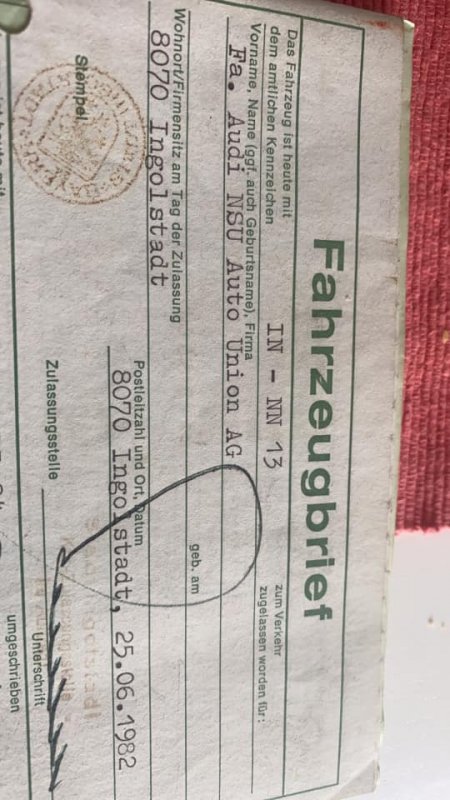 Fahrzeugbrief
Das Fahrzeug ist heute mit
dem amtlichen Kennzeichen IN - NN 13 zum Verkehr
zugelassen worden für:
Vorname, Name (ggf. auch Geburtsname), Firma
Fa. Audi NSU Auto Union AG
geb. am
Wohnort/Firmensitz am Tag der Zulassung
8070 Ingolstadt
Postleitzahl und Ort, Datum
8070 Ingolstadt, 25.06.1982
Stempel
Zulassungsstelle
Unterschrift
umgeschrieben